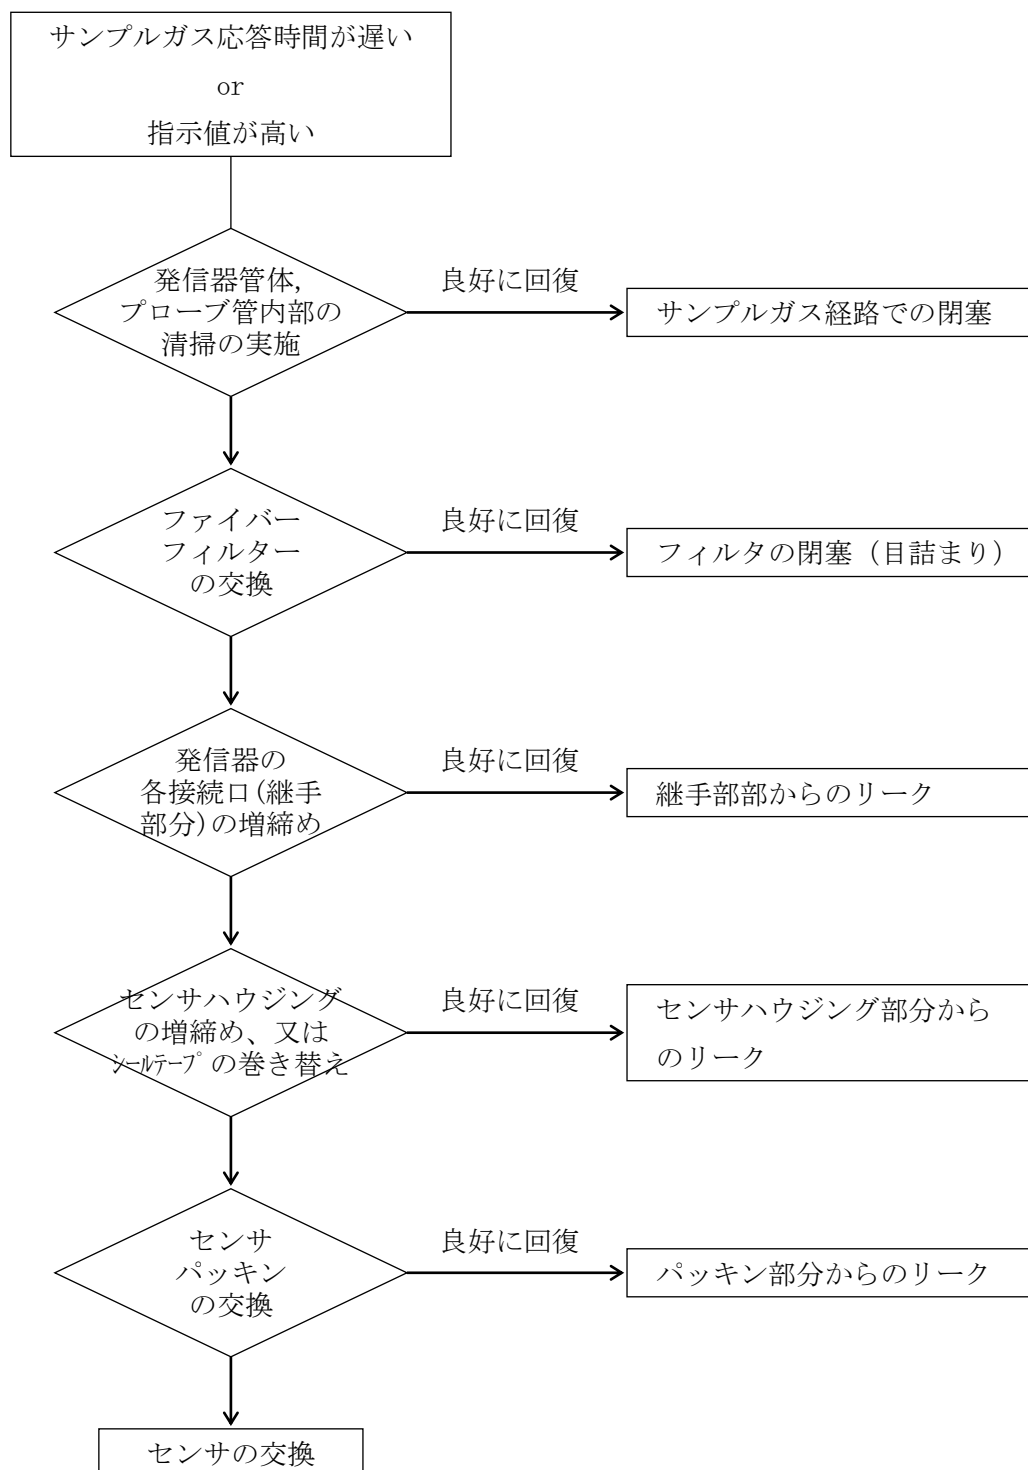 サンプルガス応答時間が遅い
or
指示値が高い
発信器管体,
プローブ管内部の
清掃の実施
良好に回復
サンプルガス経路での閉塞
ファイバー
フィルター
の交換
良好に回復
フィルタの閉塞（目詰まり）
発信器の
各接続口(継手
部分)の増締め
良好に回復
継手部部からのリーク
センサハウジング
の増締め、又は
ｼｰﾙﾃｰﾌﾟの巻き替え
良好に回復
センサハウジング部分から
のリーク
センサ
パッキン
の交換
良好に回復
パッキン部分からのリーク
センサの交換